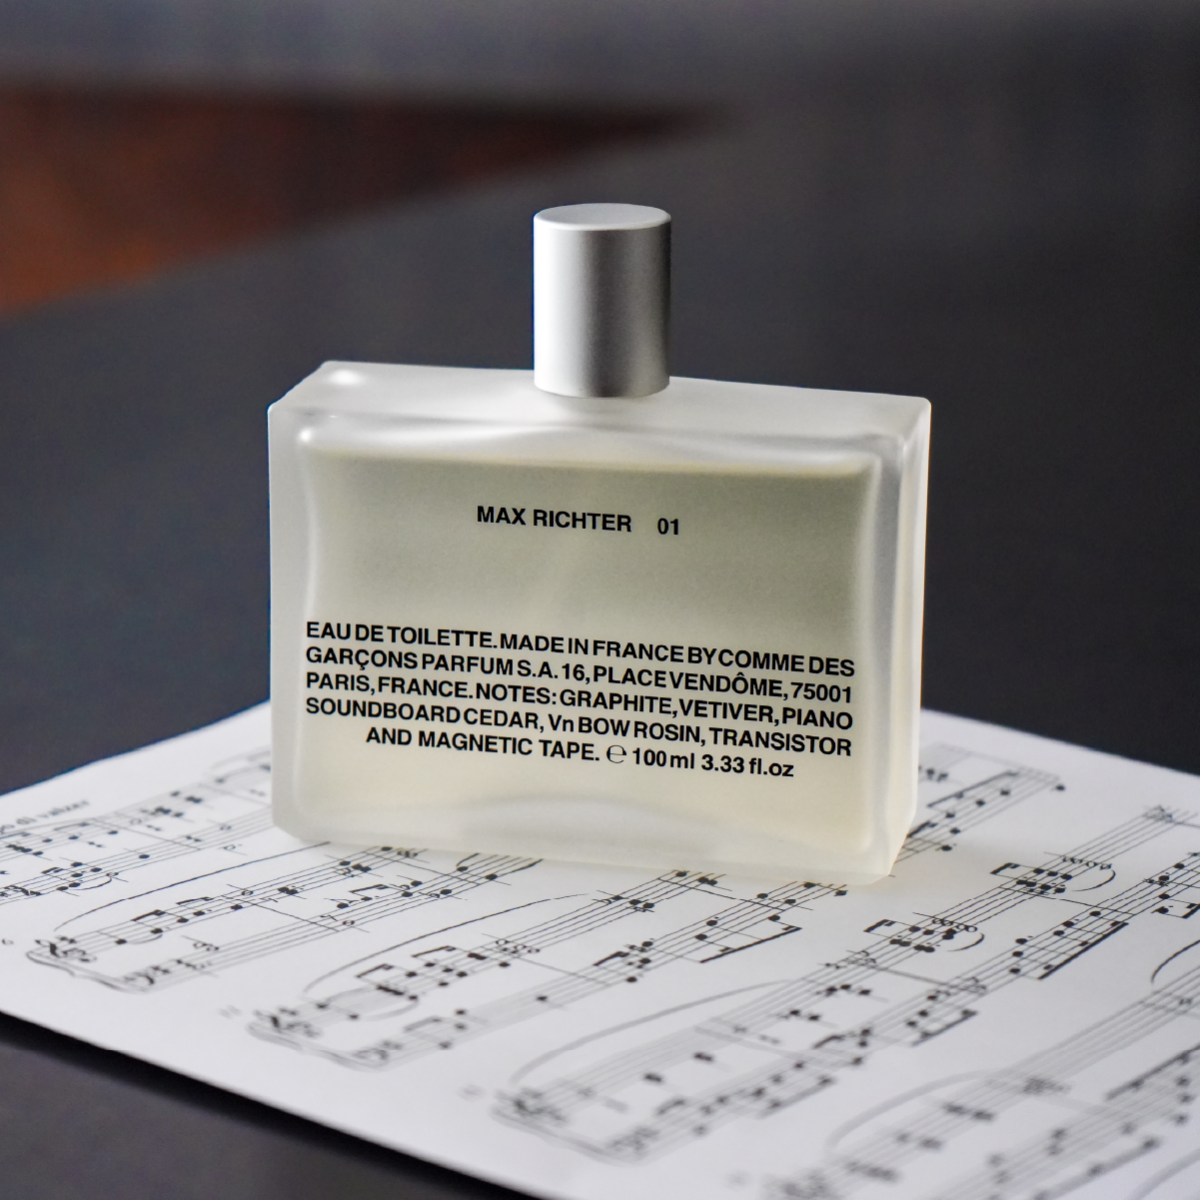 MAX RICHTER 01
EAU DE TOILETTE. MADE IN FRANCE BY COMME DES
GARÇONS PARFUM S.A. 16, PLACE VENDÔME, 75001
PARIS, FRANCE. NOTES: GRAPHITE, VETIVER, PIANO
SOUNDBOARD CEDAR, Vn BOW ROSIN, TRANSISTOR
AND MAGNETIC TAPE. ℮ 100 ml 3.33 fl.oz